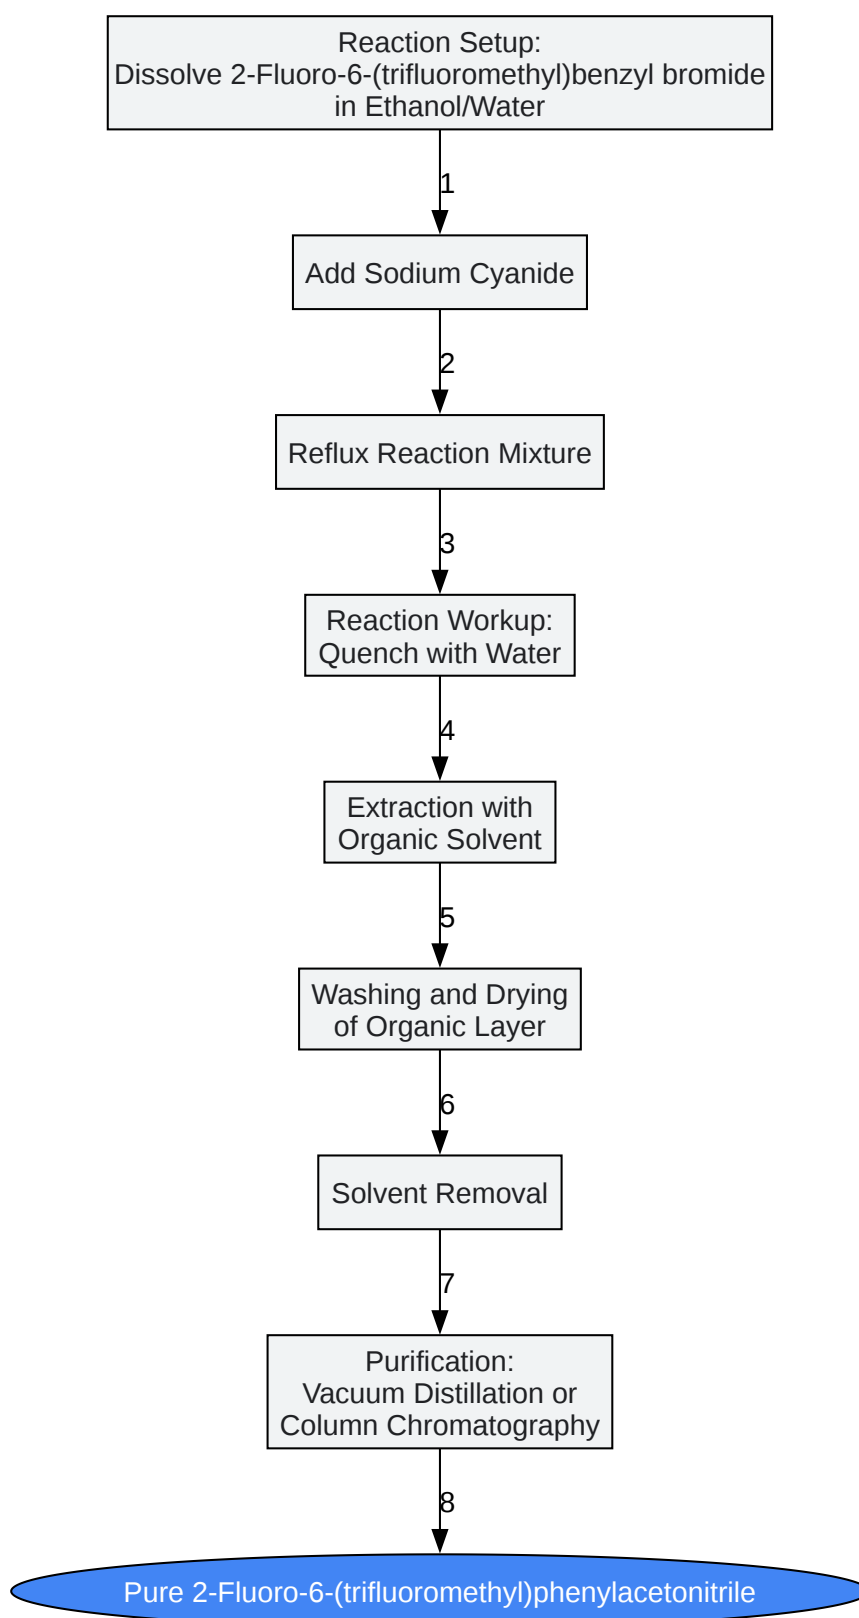 Reaction Setup:
Dissolve 2-Fluoro-6-(trifluoromethyl)benzyl bromide
in Ethanol/Water
1
Add Sodium Cyanide
2
Reflux Reaction Mixture
3
Reaction Workup:
Quench with Water
4
Extraction with
Organic Solvent
5
Washing and Drying
of Organic Layer
6
Solvent Removal
7
Purification:
Vacuum Distillation or
Column Chromatography
8
Pure 2-Fluoro-6-(trifluoromethyl)phenylacetonitrile